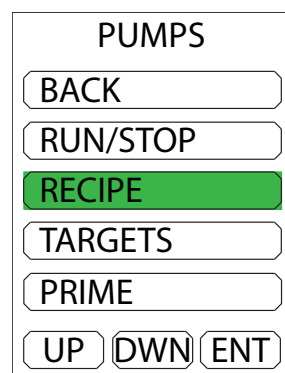 PUMPS
BACK
RUN/STOP
RECIPE
TARGETS
PRIME
UP DWN ENT